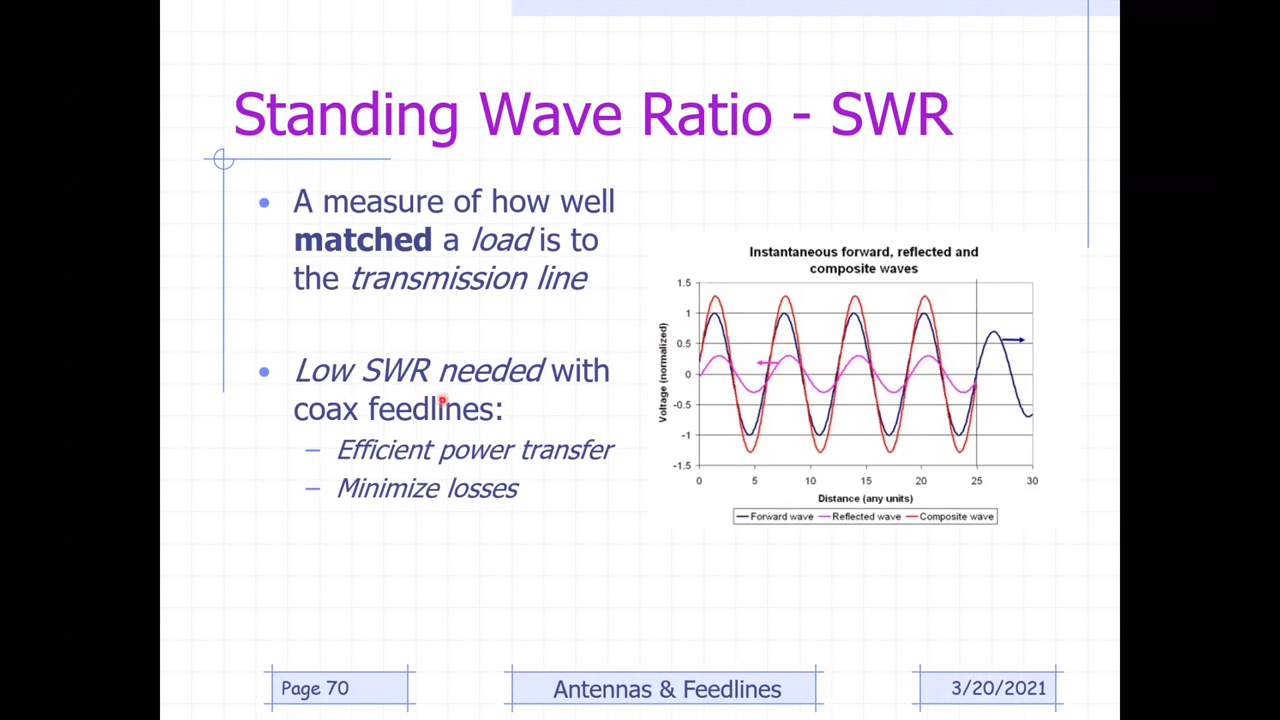 Standing Wave Ratio - SWR
• A measure of how well
matched a load is to
the transmission line
• Low SWR needed with
coax feedlines:
– Efficient power transfer
– Minimize losses
Instantaneous forward, reflected and
composite waves
Voltage (normalized)
1.5
1
0.5
0
-0.5
-1
-1.5
0 5 10 15 20 25 30
Distance (any units)
Forward wave Reflected wave Composite wave
Page 70
Antennas & Feedlines
3/20/2021